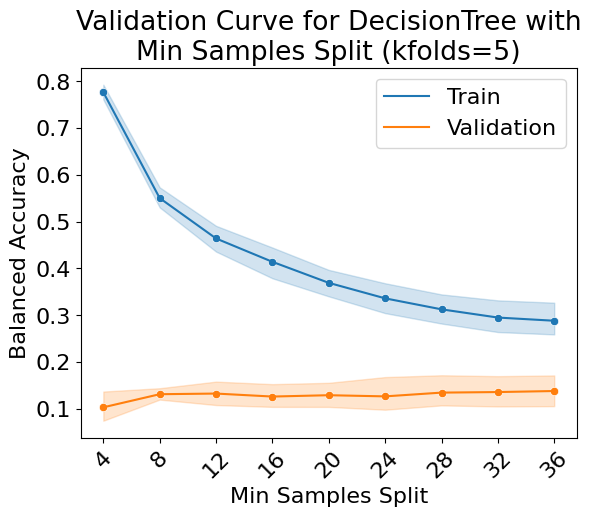 Validation Curve for DecisionTree with
Min Samples Split (kfolds=5)
Train
Validation
Balanced Accuracy
0.8
0.7
0.6
0.5
0.4
0.3
0.2
0.1
4 8 12 16 20 24 28 32 36
Min Samples Split